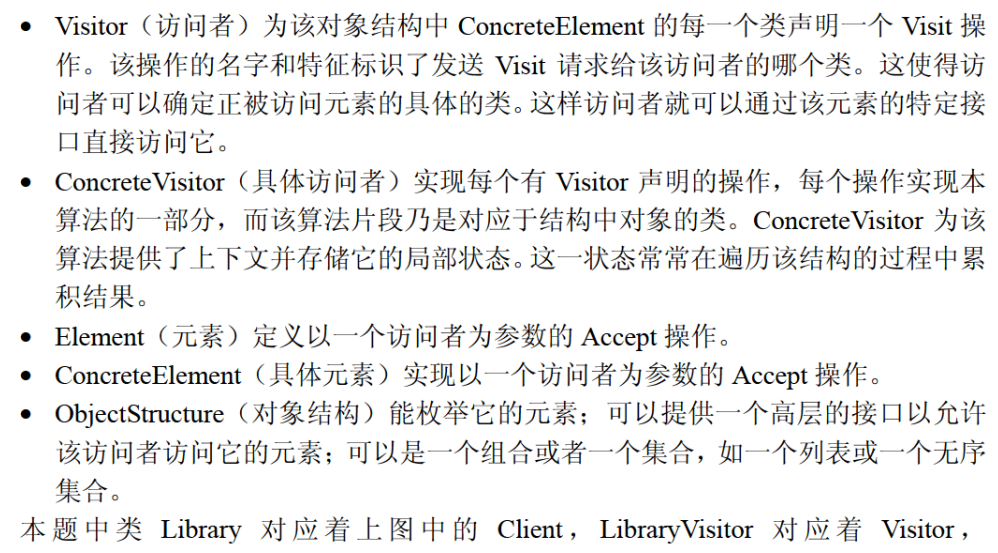 • Visitor（访问者）为该对象结构中 ConcreteElement 的每一个类声明一个 Visit 操
作。该操作的名字和特征标识了发送 Visit 请求给该访问者的哪个类。这使得访
问者可以确定正被访问元素的具体的类。这样访问者就可以通过该元素的特定接
口直接访问它。
• ConcreteVisitor（具体访问者）实现每个有 Visitor 声明的操作，每个操作实现本
算法的一部分，而该算法片段乃是对应于结构中对象的类。ConcreteVisitor 为该
算法提供了上下文并存储它的局部状态。这一状态常常在遍历该结构的过程中累
积结果。
• Element（元素）定义以一个访问者为参数的 Accept 操作。
• ConcreteElement（具体元素）实现以一个访问者为参数的 Accept 操作。
• ObjectStructure（对象结构）能枚举它的元素；可以提供一个高层的接口以允许
该访问者访问它的元素；可以是一个组合或者一个集合，如一个列表或一个无序
集合。
本题中类 Library 对应着上图中的 Client，LibraryVisitor 对应着 Visitor，